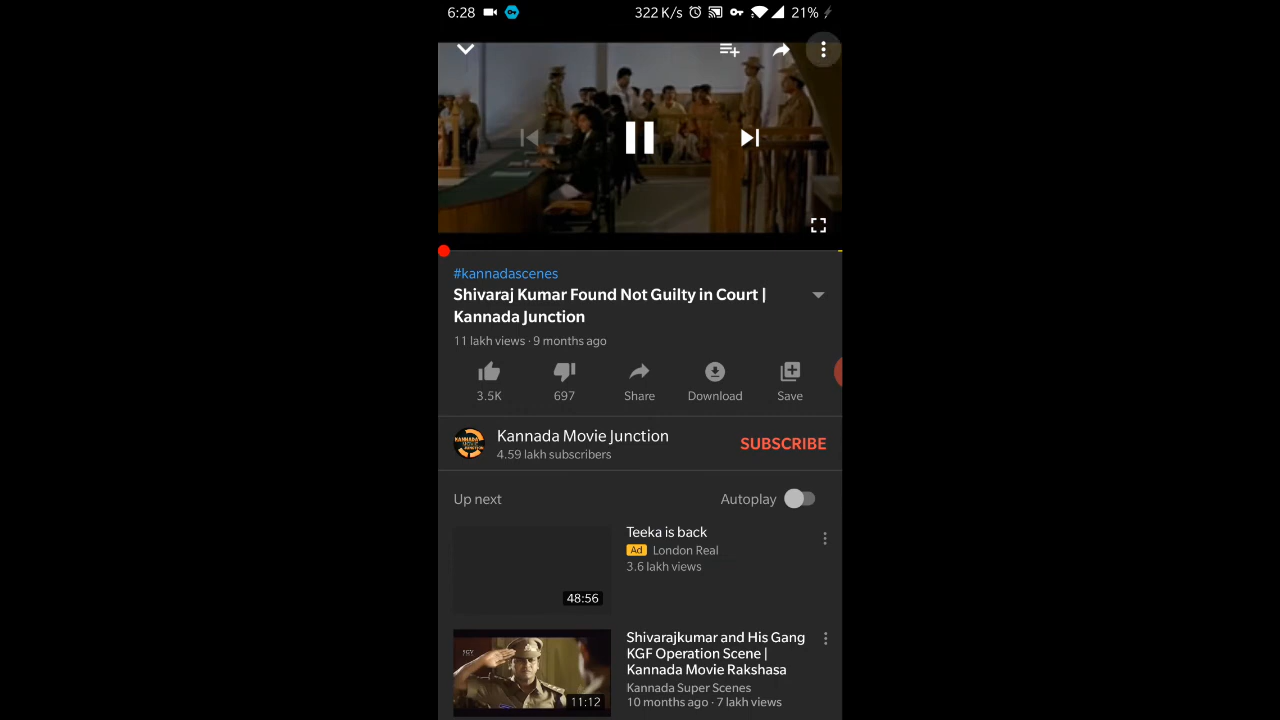 6:28 322 K/s 21%
#kannadascenes
Shivaraj Kumar Found Not Guilty in Court |
Kannada Junction
11 lakh views · 9 months ago
3.5K 697 Share Download Save
KANNADA
MOVIE
JUNCTION
Kannada Movie Junction
4.59 lakh subscribers
SUBSCRIBE
Up next Autoplay
Teeka is back
Ad London Real
3.6 lakh views
48:56
Shivarajkumar and His Gang
KGF Operation Scene |
Kannada Movie Rakshasa
Kannada Super Scenes
10 months ago · 7 lakh views
11:12